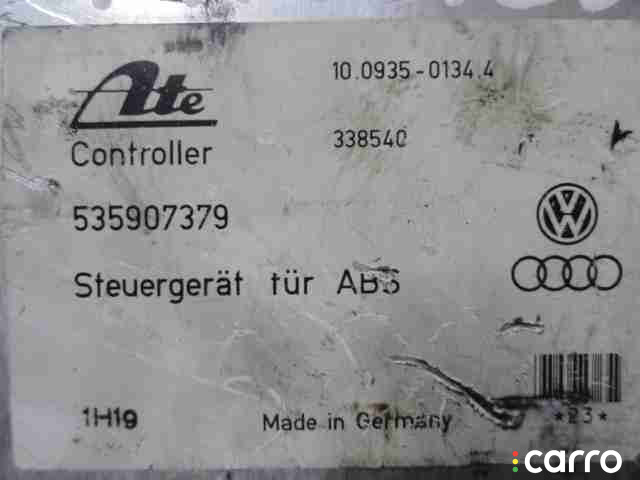 Ate
10.0935-0134.4
Controller
338540
535907379
Steuergerät für ABS
1H19
Made in Germany
*23*
carro